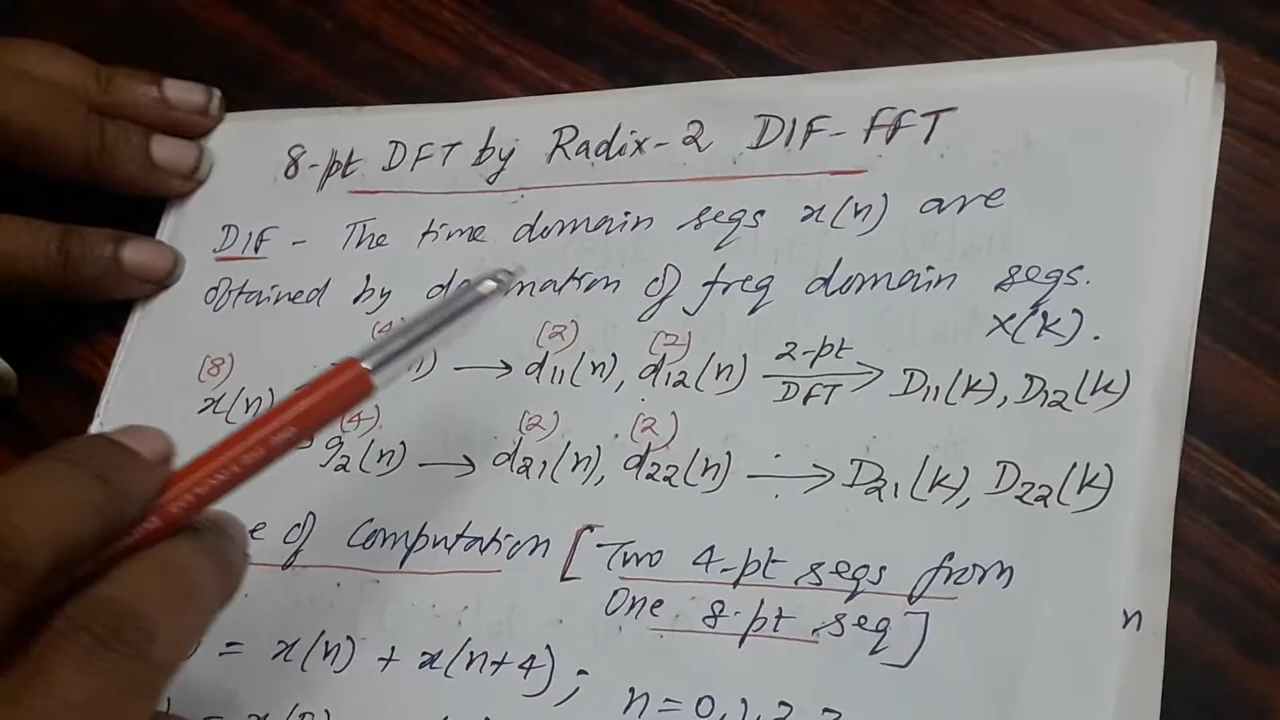 8-pt DFT by Radix-2 DIF-FFT
DIF - The time domain seqs x(n) are
obtained by of freq domain seqs.
X(k).
(8) (2) (2)
x(n) → d11(n), d12(n) 2-pt DFT → D11(k), D12(k)
(4) (2) (2)
g2(n) → d21(n), d22(n) → D21(k), D22(k)
of Computation [Two 4-pt seqs from
One 8-pt seq]
n
= x(n) + x(n+4); n=0,1,2,3